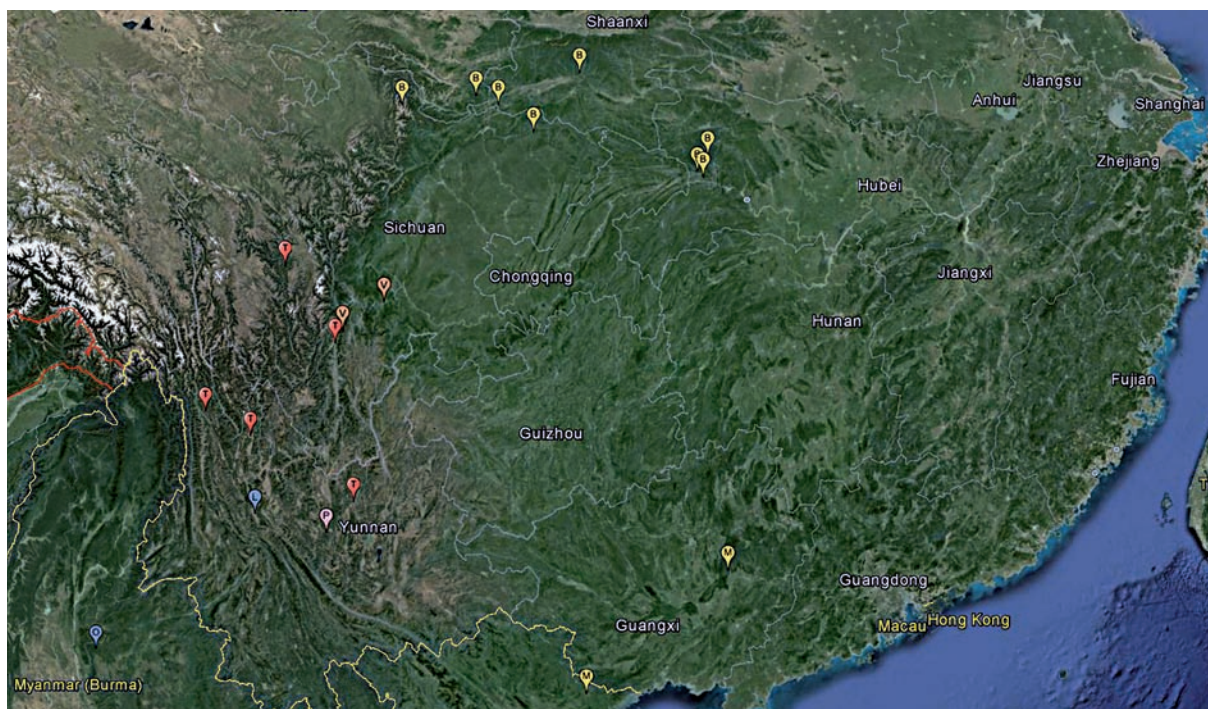 Shaanxi
B
Jiangsu
B
B
B
Anhui
Shanghai
B
B
B
B
Zhejiang
Hubei
Sichuan
T
Chongqing
Jiangxi
V
V
T
Hunan
Fujian
T
T
Guizhou
T
T
L
P
Yunnan
M
Guangdong
Guangxi
Macau Hong Kong
O
Myanmar (Burma)
M